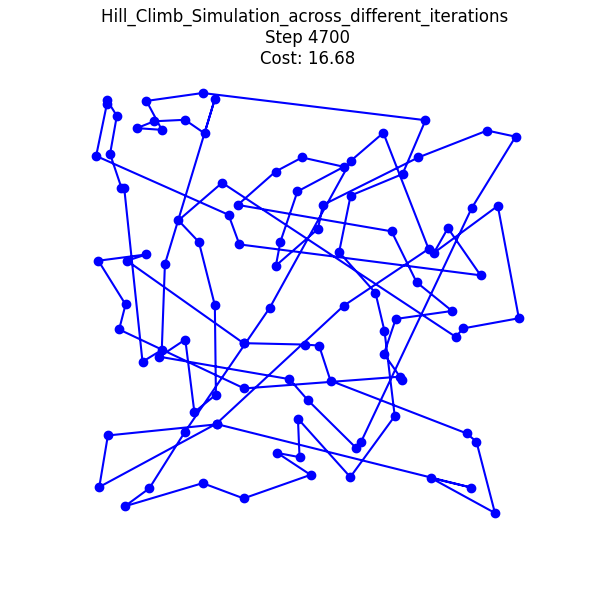 Hill_Climb_Simulation_across_different_iterations
Step 4700
Cost: 16.68